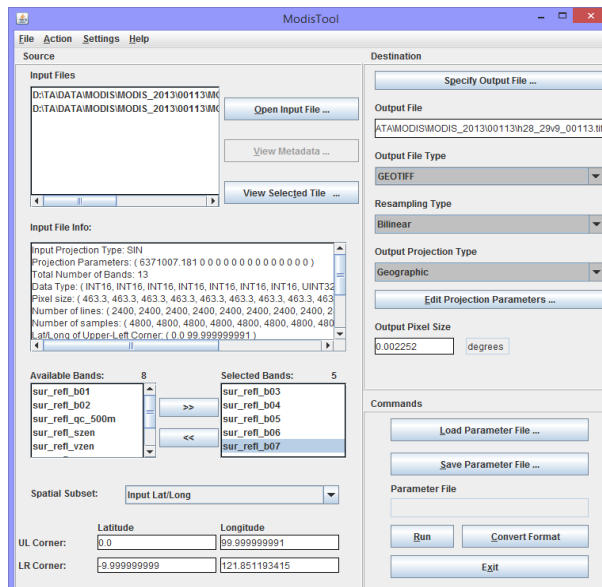 ModisTool
File Action Settings Help
Source
Input Files
D:\TA\DATA\MODIS\MODIS_2013\00113\MC
D:\TA\DATA\MODIS\MODIS_2013\00113\MC
Open Input File ...
View Metadata ...
View Selected Tile ...
Input File Info:
Input Projection Type: SIN
Projection Parameters: ( 6371007.181 0 0 0 0 0 0 0 0 0 0 0 0 0 0 )
Total Number of Bands: 13
Data Type: ( INT16, INT16, INT16, INT16, INT16, INT16, INT16, UINT32
Pixel size: ( 463.3, 463.3, 463.3, 463.3, 463.3, 463.3, 463.3, 463
Number of lines: ( 2400, 2400, 2400, 2400, 2400, 2400, 2400, 2
Number of samples: ( 4800, 4800, 4800, 4800, 4800, 4800, 480
Lat/Long of Upper-Left Corner: ( 0.0 99.999999991 )
Available Bands: 8
sur_refl_b01
sur_refl_b02
sur_refl_qc_500m
sur_refl_szen
sur_refl_vzen
>>
<<
Selected Bands: 5
sur_refl_b03
sur_refl_b04
sur_refl_b05
sur_refl_b06
sur_refl_b07
Spatial Subset: Input Lat/Long
Latitude Longitude
UL Corner: 0.0 99.999999991
LR Corner: -9.999999999 121.851193415
Destination
Specify Output File ...
Output File
ATA\MODIS\MODIS_2013\00113\h28_29v9_00113.tif
Output File Type
GEOTIFF
Resampling Type
Bilinear
Output Projection Type
Geographic
Edit Projection Parameters ...
Output Pixel Size
0.002252 degrees
Commands
Load Parameter File ...
Save Parameter File ...
Parameter File
Run Convert Format
Exit